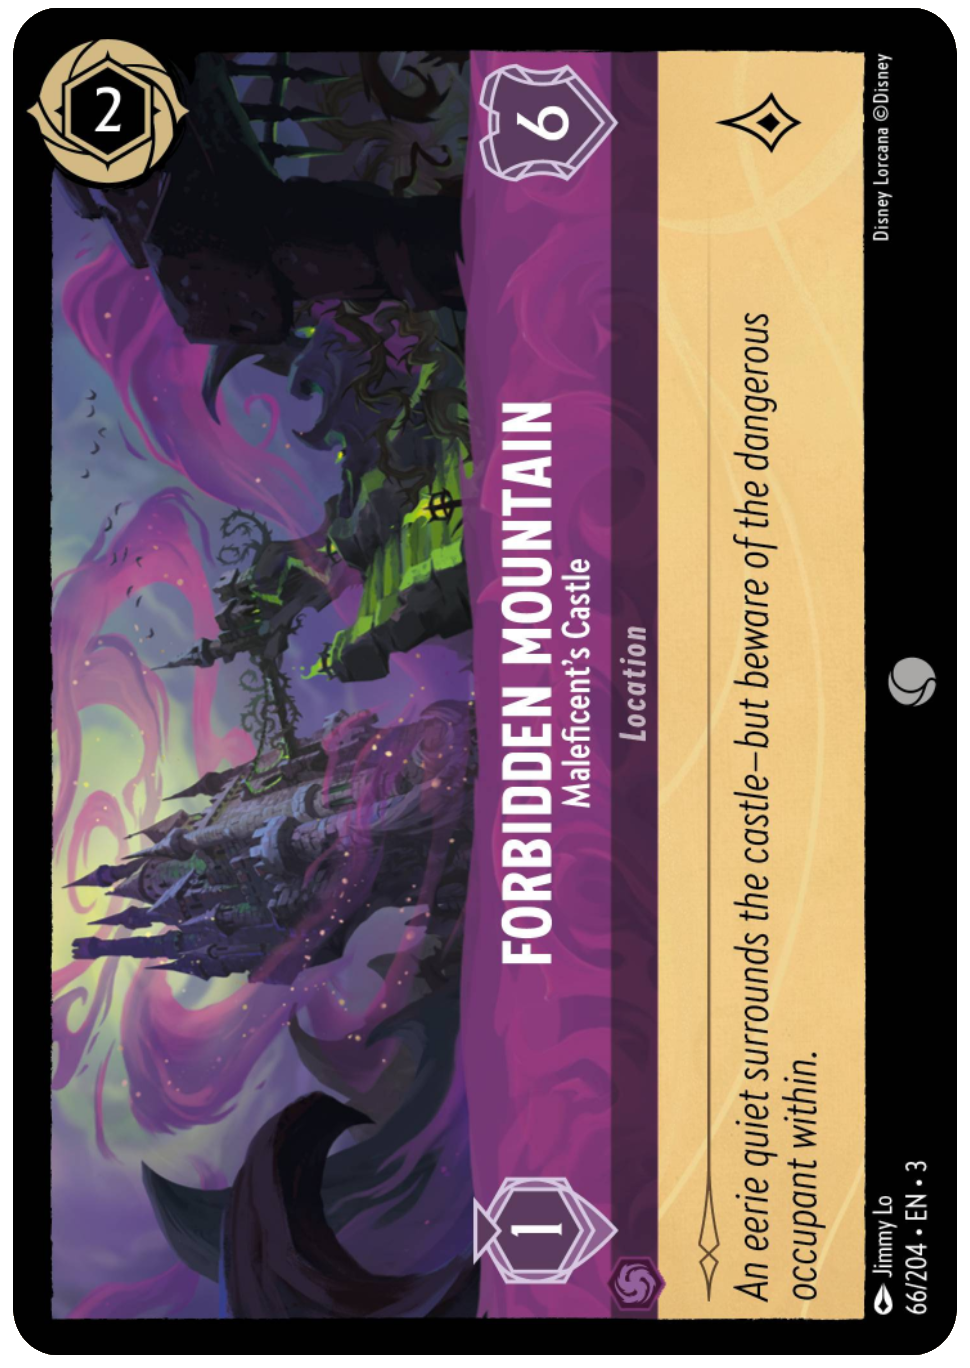 2
1
FORBIDDEN MOUNTAIN
Maleficent's Castle
6
Location
An eerie quiet surrounds the castle–but beware of the dangerous
occupant within.
Jimmy Lo
66/204 • EN • 3
Disney Lorcana ©Disney